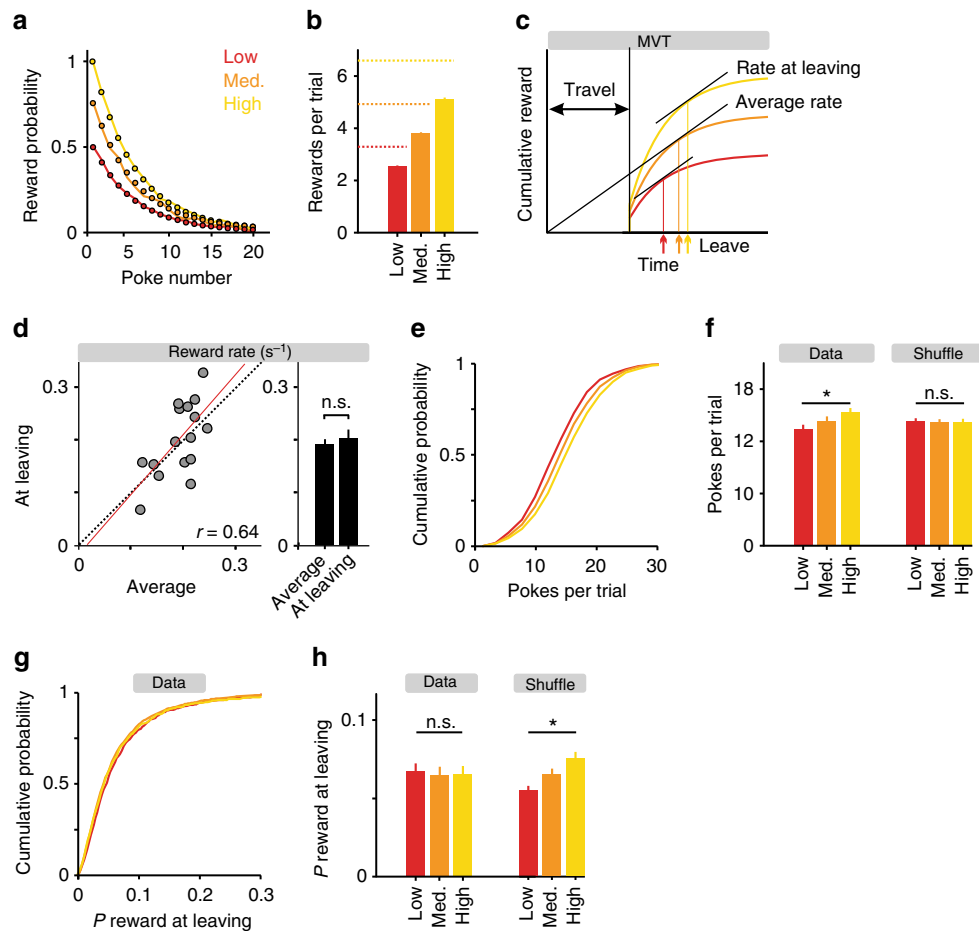 a
Reward probability
1
0.5
0
Low
Med.
High
0 5 10 15 20
Poke number
b
Rewards per trial
6
4
2
0
Low
Med.
High
c
MVT
Cumulative reward
Travel
Rate at leaving
Average rate
Leave
Time
d
Reward rate (s⁻¹)
At leaving
0.3
0
r = 0.64
0 0.3
Average
0.3
0
n.s.
Average
At leaving
e
Cumulative probability
1
0.5
0
0 10 20 30
Pokes per trial
f
Data
Shuffle
Pokes per trial
18
12
10
0
*
n.s.
Low
Med.
High
Low
Med.
High
g
Data
Cumulative probability
1
0.5
0
0 0.1 0.2 0.3
P reward at leaving
h
Data
Shuffle
P reward at leaving
0.1
0
n.s.
*
Low
Med.
High
Low
Med.
High